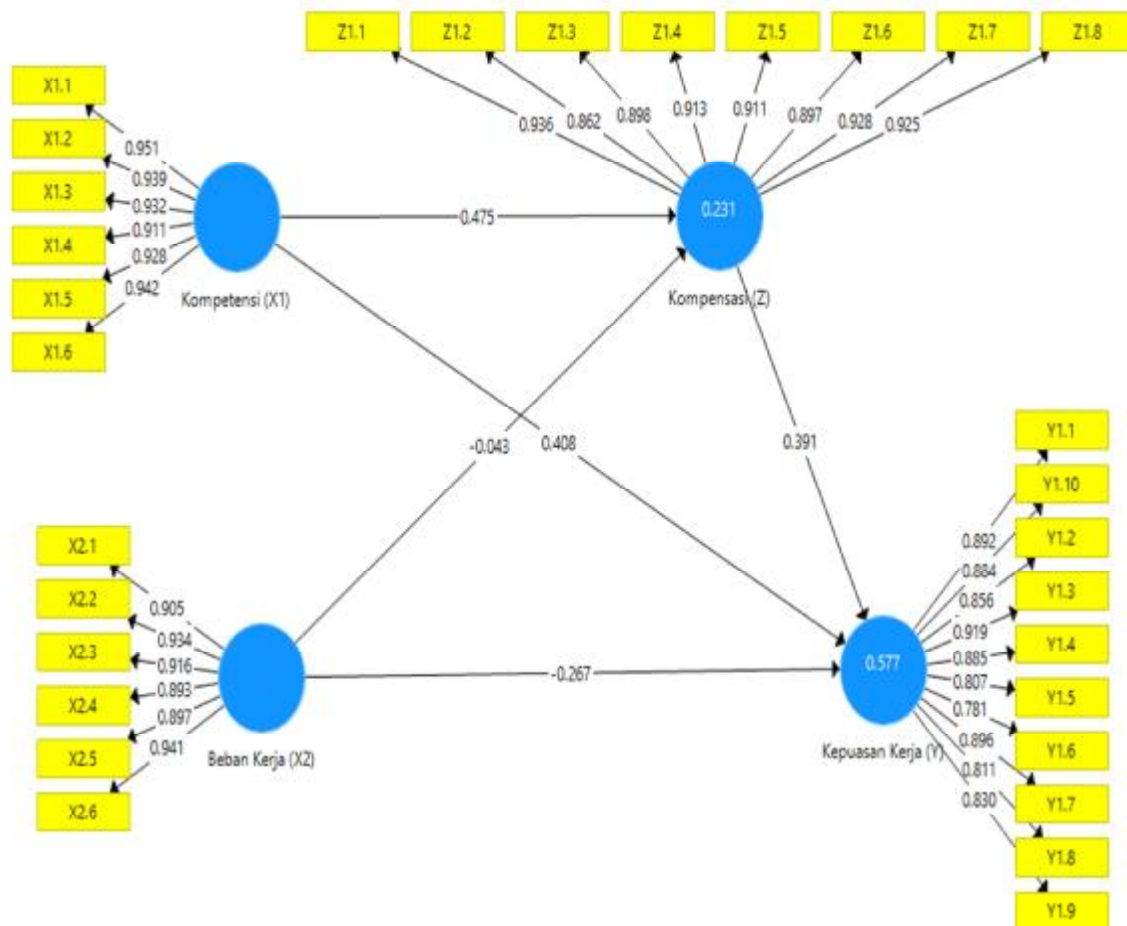 Z1.1
Z1.2
Z1.3
Z1.4
Z1.5
Z1.6
Z1.7
Z1.8
0.936
0.862
0.898
0.913
0.911
0.897
0.928
0.925
X1.1
X1.2
X1.3
X1.4
X1.5
X1.6
0.951
0.939
0.932
0.911
0.928
0.942
Kompetensi (X1)
0.475
0.231
Kompensasi (Z)
-0.043
0.408
0.391
X2.1
X2.2
X2.3
X2.4
X2.5
X2.6
0.905
0.934
0.916
0.893
0.897
0.941
Beban Kerja (X2)
-0.267
0.577
Kepuasan Kerja (Y)
0.892
0.884
0.856
0.919
0.885
0.807
0.781
0.896
0.811
0.830
Y1.1
Y1.10
Y1.2
Y1.3
Y1.4
Y1.5
Y1.6
Y1.7
Y1.8
Y1.9